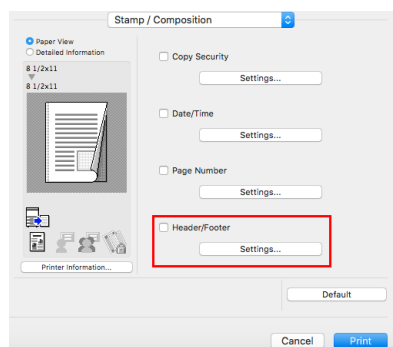 Stamp / Composition
Paper View
Detailed Information
8 1/2x11
8 1/2x11
Printer Information...
Copy Security
Settings...
Date/Time
Settings...
Page Number
Settings...
Header/Footer
Settings...
Default
Cancel
Print